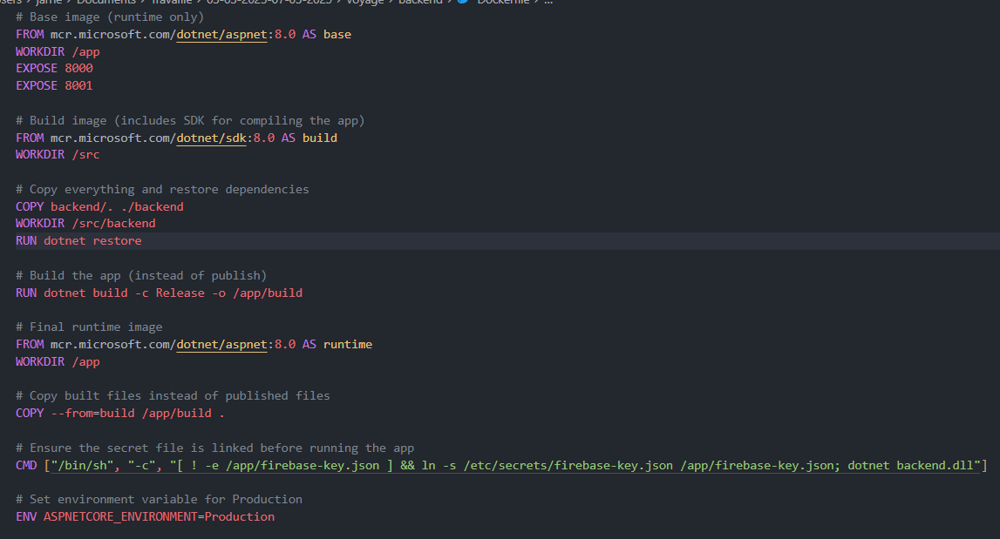 sers > jarne > Documents > Travaille > 03-03-2025-07-03-2025 > voyage > backend > Dockerfile > ...
# Base image (runtime only)
FROM mcr.microsoft.com/dotnet/aspnet:8.0 AS base
WORKDIR /app
EXPOSE 8000
EXPOSE 8001
# Build image (includes SDK for compiling the app)
FROM mcr.microsoft.com/dotnet/sdk:8.0 AS build
WORKDIR /src
# Copy everything and restore dependencies
COPY backend/. ./backend
WORKDIR /src/backend
RUN dotnet restore
# Build the app (instead of publish)
RUN dotnet build -c Release -o /app/build
# Final runtime image
FROM mcr.microsoft.com/dotnet/aspnet:8.0 AS runtime
WORKDIR /app
# Copy built files instead of published files
COPY --from=build /app/build .
# Ensure the secret file is linked before running the app
CMD ["/bin/sh", "-c", "[ ! -e /app/firebase-key.json ] && ln -s /etc/secrets/firebase-key.json /app/firebase-key.json; dotnet backend.dll"]
# Set environment variable for Production
ENV ASPNETCORE_ENVIRONMENT=Production